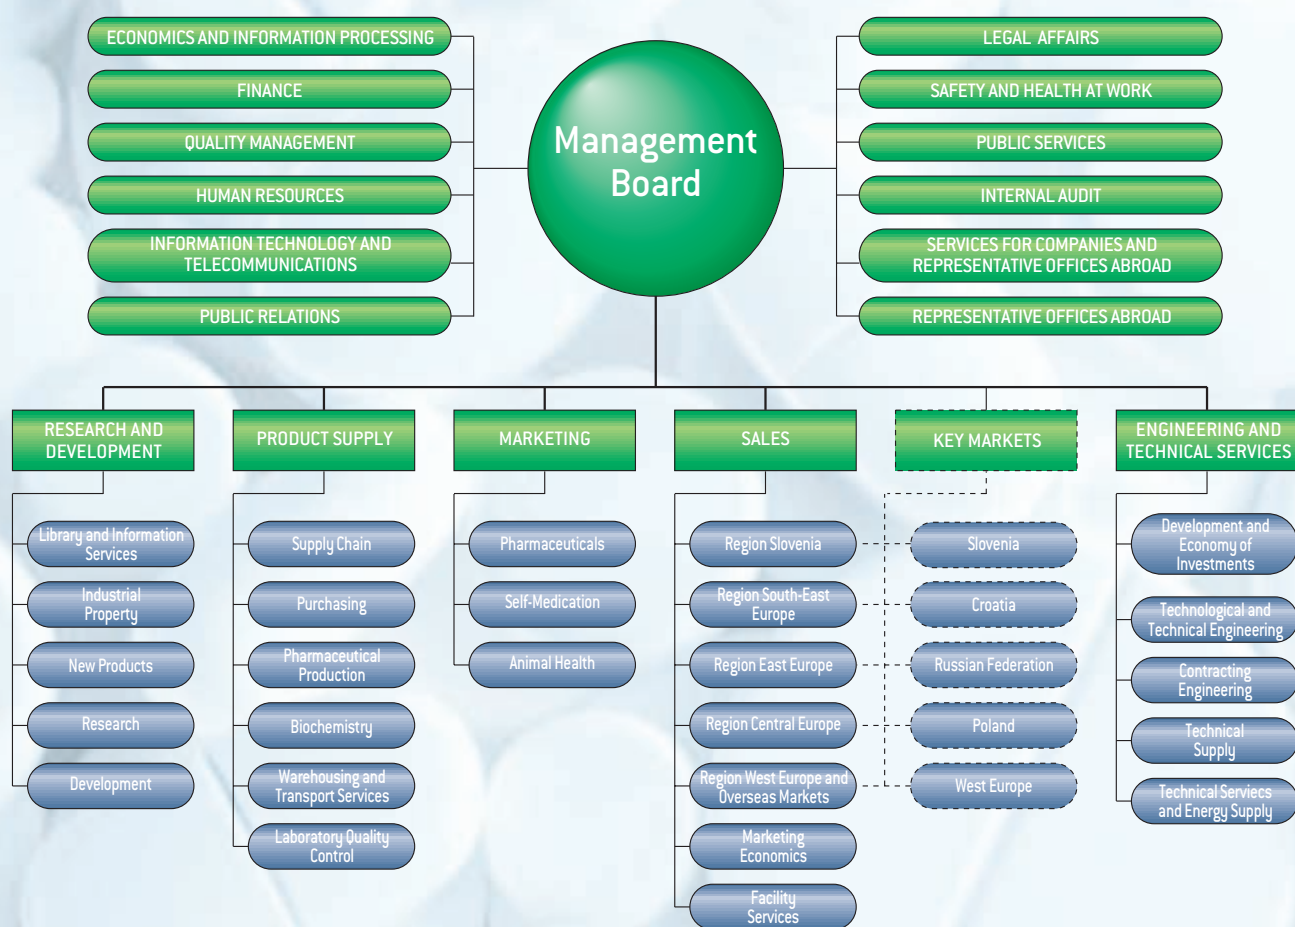 ECONOMICS AND INFORMATION PROCESSING
FINANCE
QUALITY MANAGEMENT
HUMAN RESOURCES
INFORMATION TECHNOLOGY AND
TELECOMMUNICATIONS
PUBLIC RELATIONS
Management
Board
LEGAL AFFAIRS
SAFETY AND HEALTH AT WORK
PUBLIC SERVICES
INTERNAL AUDIT
SERVICES FOR COMPANIES AND
REPRESENTATIVE OFFICES ABROAD
REPRESENTATIVE OFFICES ABROAD
RESEARCH AND
DEVELOPMENT
Library and Information
Services
Industrial
Property
New Products
Research
Development
PRODUCT SUPPLY
Supply Chain
Purchasing
Pharmaceutical
Production
Biochemistry
Warehousing and
Transport Services
Laboratory Quality
Control
MARKETING
Pharmaceuticals
Self-Medication
Animal Health
SALES
Region Slovenia
Region South-East
Europe
Region East Europe
Region Central Europe
Region West Europe and
Overseas Markets
Marketing
Economics
Facility
Services
KEY MARKETS
Slovenia
Croatia
Russian Federation
Poland
West Europe
ENGINEERING AND
TECHNICAL SERVICES
Development and
Economy of
Investments
Technological and
Technical Engineering
Contracting
Engineering
Technical
Supply
Technical Serviecs
and Energy Supply